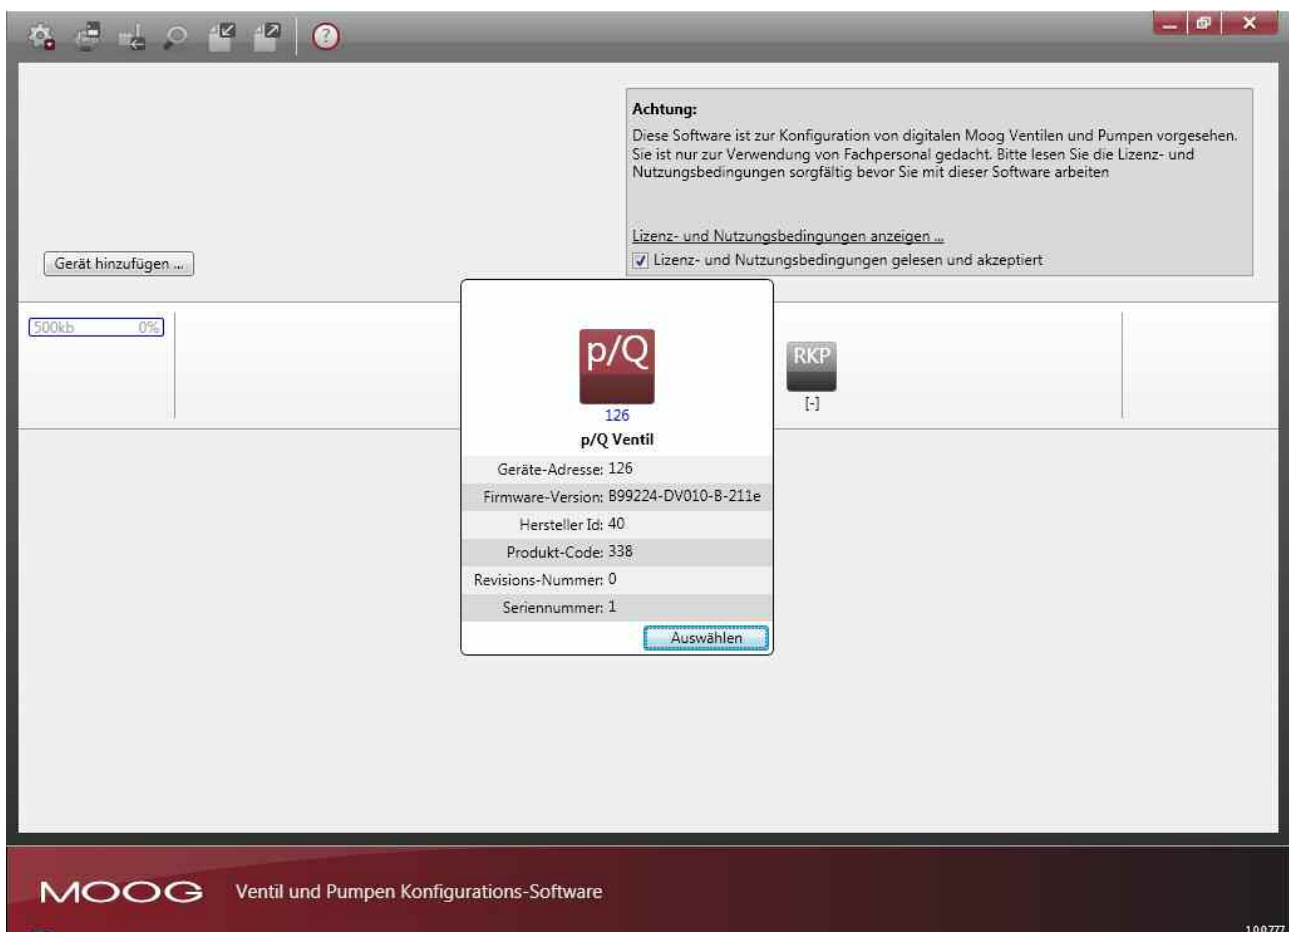 Achtung:
Diese Software ist zur Konfiguration von digitalen Moog Ventilen und Pumpen vorgesehen.
Sie ist nur zur Verwendung von Fachpersonal gedacht. Bitte lesen Sie die Lizenz- und
Nutzungsbedingungen sorgfältig bevor Sie mit dieser Software arbeiten
Lizenz- und Nutzungsbedingungen anzeigen ...
Gerät hinzufügen ...
Lizenz- und Nutzungsbedingungen gelesen und akzeptiert
500kb 0%
p/Q
RKP
[-]
126
p/Q Ventil
Geräte-Adresse: 126
Firmware-Version: B99224-DV010-B-211e
Hersteller Id: 40
Produkt-Code: 338
Revisions-Nummer: 0
Seriennummer: 1
Auswählen
MOOG Ventil und Pumpen Konfigurations-Software
1.0.0.777